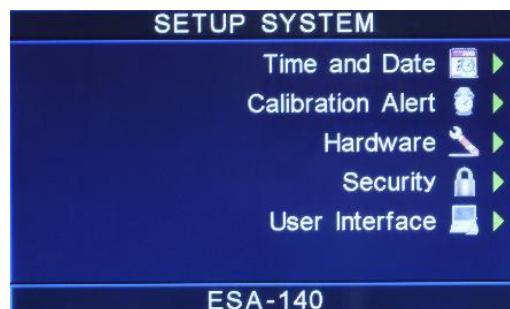 SETUP SYSTEM
Time and Date
Calibration Alert
Hardware
Security
User Interface
ESA-140